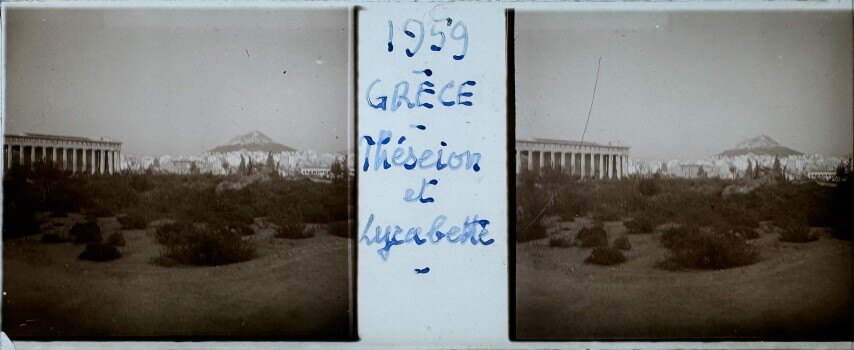 1959
GRÈCE
Théseion
et
Lycabette